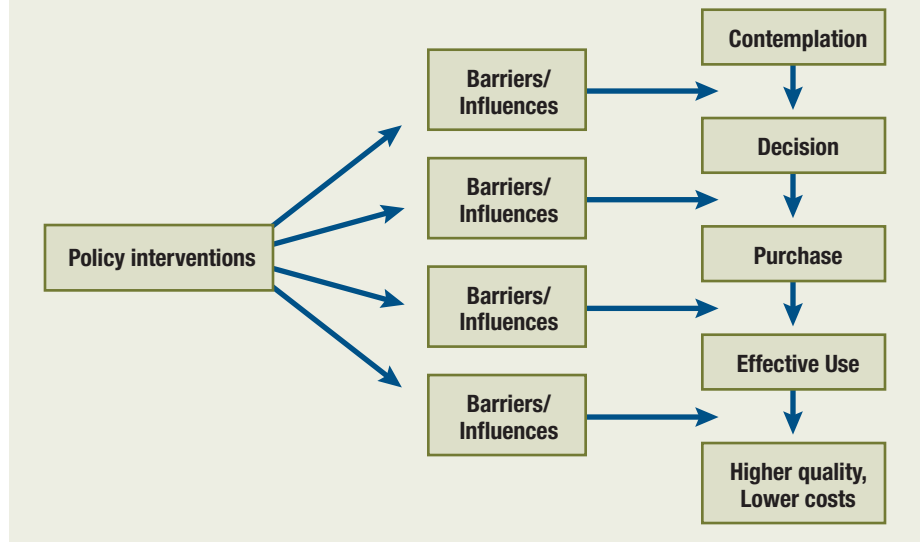 Contemplation
Barriers/
Influences
Decision
Barriers/
Influences
Policy interventions
Purchase
Barriers/
Influences
Effective Use
Barriers/
Influences
Higher quality,
Lower costs